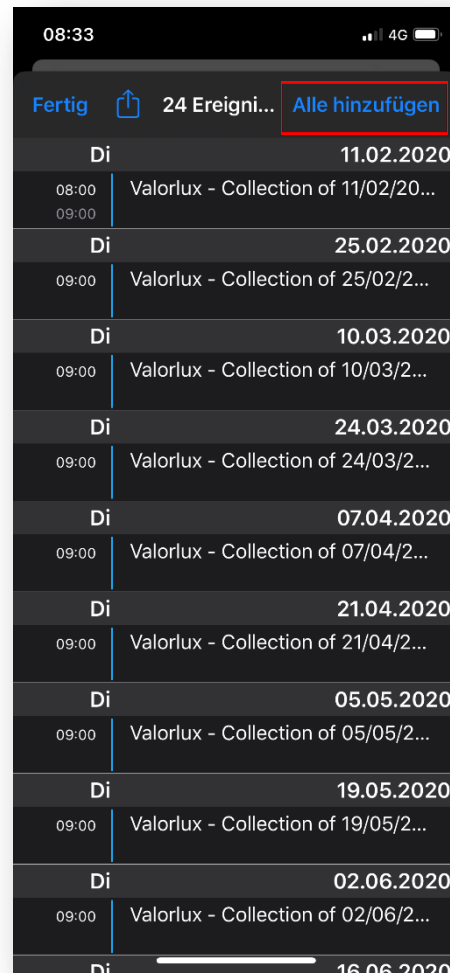 08:33 4G
Fertig 24 Ereigni... Alle hinzufügen
Di 11.02.2020
08:00 Valorlux - Collection of 11/02/20...
09:00
Di 25.02.2020
09:00 Valorlux - Collection of 25/02/2...
Di 10.03.2020
09:00 Valorlux - Collection of 10/03/2...
Di 24.03.2020
09:00 Valorlux - Collection of 24/03/2...
Di 07.04.2020
09:00 Valorlux - Collection of 07/04/2...
Di 21.04.2020
09:00 Valorlux - Collection of 21/04/2...
Di 05.05.2020
09:00 Valorlux - Collection of 05/05/2...
Di 19.05.2020
09:00 Valorlux - Collection of 19/05/2...
Di 02.06.2020
09:00 Valorlux - Collection of 02/06/2...
Di 16.06.2020